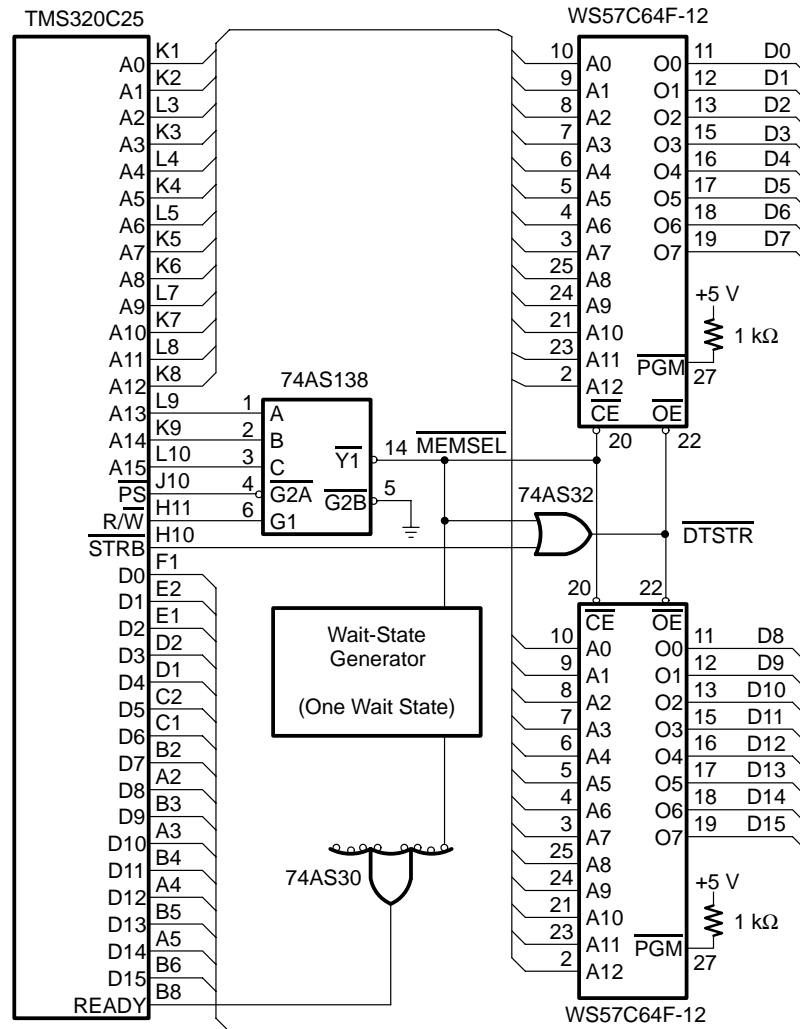 TMS320C25
A0 K1
A1 K2
A2 L3
A3 K3
A4 L4
A5 K4
A6 L5
A7 K5
A8 K6
A9 L7
A10 K7
A11 L8
A12 K8
A13 L9
A14 K9
A15 L10
PS J10
R/W H11
STRB H10
D0 F1
D1 E2
D2 E1
D3 D2
D4 D1
D5 C2
D6 C1
D7 B2
D8 A2
D9 B3
D10 A3
D11 B4
D12 A4
D13 B5
D14 A5
D15 B6
READY B8
74AS138
1 A
2 B
3 C
4 G2A
6 G1
Y1 14
G2B 5
MEMSEL
74AS32
DTSTR
Wait-State
Generator
(One Wait State)
74AS30
WS57C64F-12
10 A0 O0 11 D0
9 A1 O1 12 D1
8 A2 O2 13 D2
7 A3 O3 15 D3
6 A4 O4 16 D4
5 A5 O5 17 D5
4 A6 O6 18 D6
3 A7 O7 19 D7
25 A8
24 A9
21 A10
23 A11
2 A12
+5 V
1 kΩ
PGM 27
CE OE
20 22
20 22
CE OE
10 A0 O0 11 D8
9 A1 O1 12 D9
8 A2 O2 13 D10
7 A3 O3 15 D11
6 A4 O4 16 D12
5 A5 O5 17 D13
4 A6 O6 18 D14
3 A7 O7 19 D15
25 A8
24 A9
21 A10
23 A11
2 A12
+5 V
1 kΩ
PGM 27
WS57C64F-12